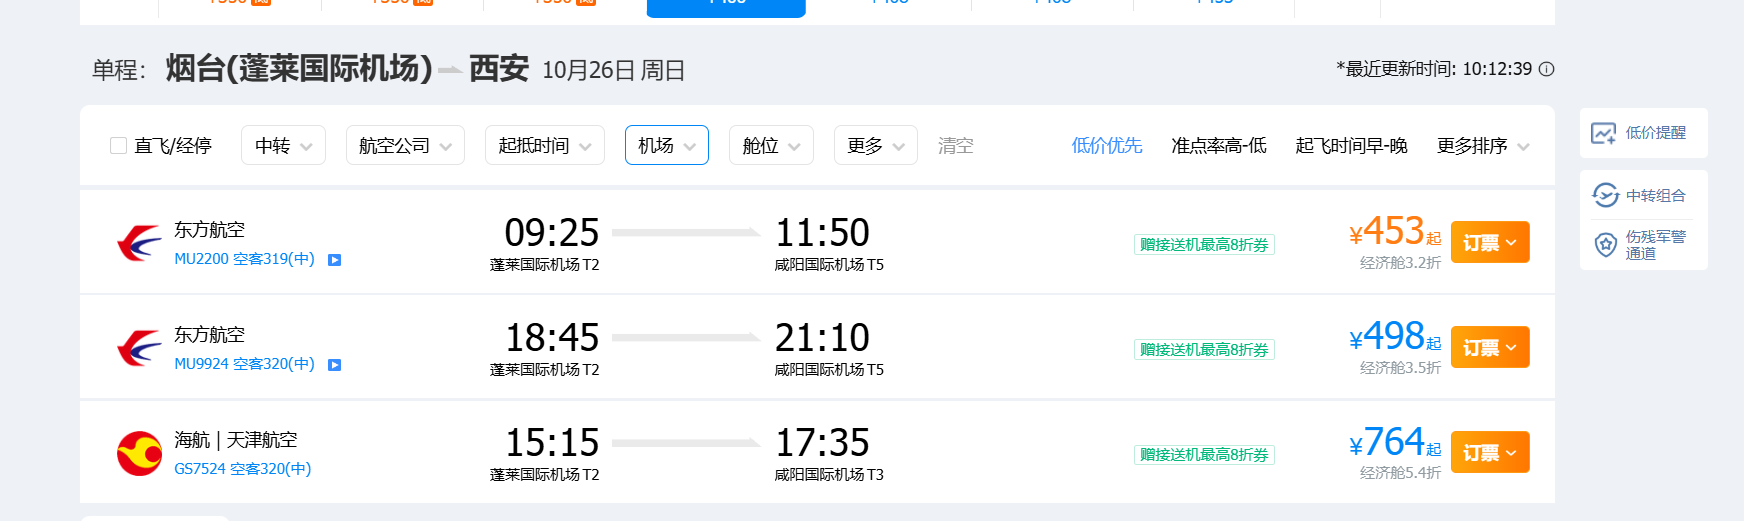 单程： 烟台(蓬莱国际机场) 西安 10月26日 周日
*最近更新时间: 10:12:39
直飞/经停 中转 航空公司 起抵时间 机场 舱位 更多 清空 低价优先 准点率高-低 起飞时间早-晚 更多排序
低价提醒
中转组合
伤残军警
通道
东方航空
MU2200 空客319(中)
09:25 11:50
蓬莱国际机场 T2 咸阳国际机场 T5
赠接送机最高8折券
¥453起
经济舱3.2折
订票
东方航空
MU9924 空客320(中)
18:45 21:10
蓬莱国际机场 T2 咸阳国际机场 T5
赠接送机最高8折券
¥498起
经济舱3.5折
订票
海航 | 天津航空
GS7524 空客320(中)
15:15 17:35
蓬莱国际机场 T2 咸阳国际机场 T3
赠接送机最高8折券
¥764起
经济舱5.4折
订票